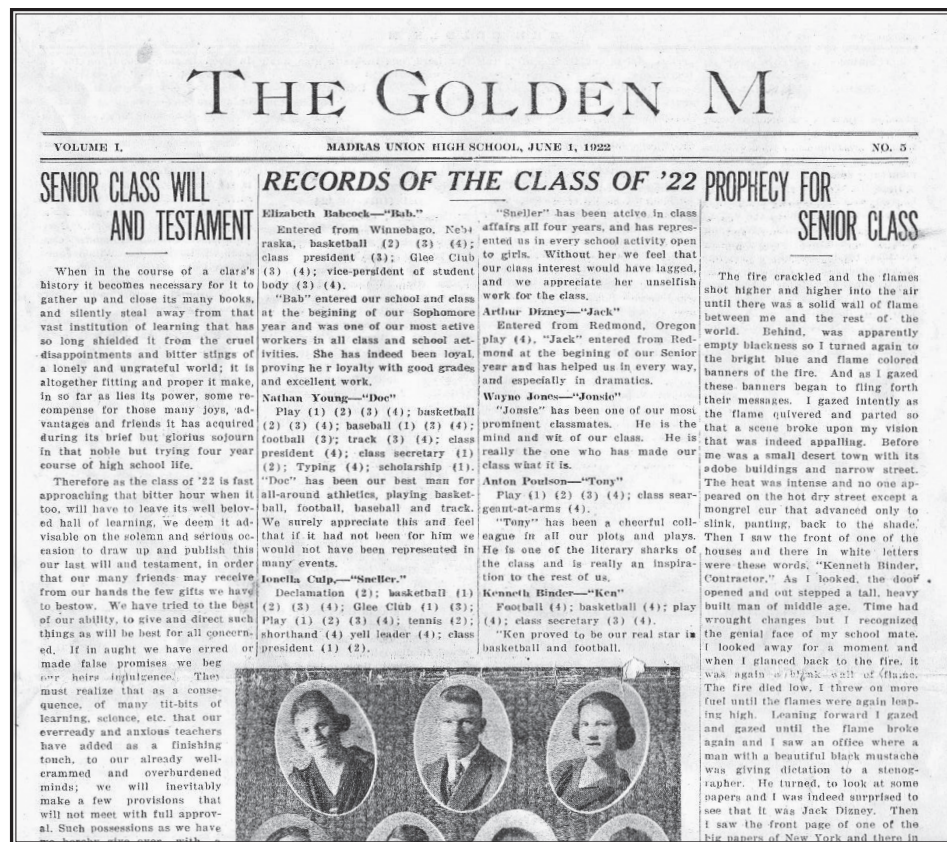 THE GOLDEN M
VOLUME I.
MADRAS UNION HIGH SCHOOL, JUNE 1, 1922
NO. 5
SENIOR CLASS WILL
AND TESTAMENT
When in the course of a class's
history it becomes necessary for it to
gather up and close its many books,
and silently steal away from that
vast institution of learning that has
so long shielded it from the cruel
disappointments and bitter stings of
a lonely and ungrateful world; it is
altogether fitting and proper it make,
in so far as lies its power, some re-
compense for those many joys, ad-
vantages and friends it has acquired
during its brief but glorius sojourn
in that noble but trying four year
course of high school life.
Therefore as the class of '22 is fast
approaching that bitter hour when it
too, will have to leave its well belov-
ed hall of learning, we deem it ad-
visable on the solemn and serious oc-
casion to draw up and publish this
our last will and testament, in order
that our many friends may receive
from our hands the few gifts we have
to bestow. We have tried to the best
of our ability, to give and direct such
things as will be best for all concern-
ed. If in aught we have erred or
made false promises we beg
our heirs indulgence. They
must realize that as a conse-
quence, of many tit-bits of
learning, science, etc. that our
everready and anxious teachers
have added as a finishing
touch, to our already well-
crammed and overburdened
minds; we will inevitably
make a few provisions that
will not meet with full approv-
al. Such possessions as we have
we hereby give over, with a
RECORDS OF THE CLASS OF '22
Elizabeth Babcock—"Bab."
Entered from Winnebago, Neb-
raska, basketball (2) (3) (4);
class president (3); Glee Club
(3) (4); vice-persident of student
body (3) (4).
"Bab" entered our school and class
at the begining of our Sophomore
year and was one of our most active
workers in all class and school act-
ivities. She has indeed been loyal,
proving he r loyalty with good grades
and excellent work.
Nathan Young—"Doc"
Play (1) (2) (3) (4); basketball
(2) (3) (4); baseball (1) (3) (4);
football (3); track (3) (4); class
president (4); class secretary (1)
(2); Typing (4); scholarship (1).
"Doc" has been our best man for
all-around athletics, playing basket-
ball, football, baseball and track.
We surely appreciate this and feel
that if it had not been for him we
would not have been represented in
many events.
Ionella Culp,—"Sneller."
Declamation (2); basketball (1)
(2) (3) (4); Glee Club (1) (3);
Play (1) (2) (3) (4); tennis (2);
shorthand (4) yell leader (4); class
president (1) (2).
"Sneller" has been atcive in class
affairs all four years, and has repres-
ented us in every school activity open
to girls. Without her we feel that
our class interest would have lagged,
and we appreciate her unselfish
work for the class.
Arthur Dizney—"Jack"
Entered from Redmond, Oregon
play (4). "Jack" entered from Red-
mond at the begining of our Senior
year and has helped us in every way,
and especially in dramatics.
Wayne Jones—"Jonsie"
"Jonsie" has been one of our most
prominent classmates. He is the
mind and wit of our class. He is
really the one who has made our
class what it is.
Anton Poulson—"Tony"
Play (1) (2) (3) (4); class sear-
geant-at-arms (4).
"Tony" has been a cheerful coll-
eague in all our plots and plays.
He is one of the literary sharks of
the class and is really an inspira-
tion to the rest of us.
Kenneth Binder—"Ken"
Football (4); basketball (4); play
(4); class secretary (3) (4).
"Ken proved to be our real star in
basketball and football.
PROPHECY FOR
SENIOR CLASS
The fire crackled and the flames
shot higher and higher into the air
until there was a solid wall of flame
between me and the rest of the
world. Behind, was apparently
empty blackness so I turned again to
the bright blue and flame colored
banners of the fire. And as I gazed
these banners began to fling forth
their messages. I gazed intently as
the flame quivered and parted so
that a scene broke upon my vision
that was indeed appalling. Before
me was a small desert town with its
adobe buildings and narrow street.
The heat was intense and no one ap-
peared on the hot dry street except a
mongrel cur that advanced only to
slink, panting, back to the shade.
Then I saw the front of one of the
houses and there in white letters
were these words, "Kenneth Binder,
Contractor." As I looked, the door
opened and out stepped a tall, heavy
built man of middle age. Time had
wrought changes but I recognized
the genial face of my school mate.
I looked away for a moment and
when I glanced back to the fire, it
was again a blank wall of flame.
The fire died low, I threw on more
fuel until the flames were again leap-
ing high. Leaning forward I gazed
and gazed until the flame broke
again and I saw an office where a
man with a beautiful black mustache
was giving dictation to a stenog-
rapher. He turned, to look at some
papers and I was indeed surprised to
see that it was Jack Dizney. Then
I saw the front page of one of the
big papers of New York and there in